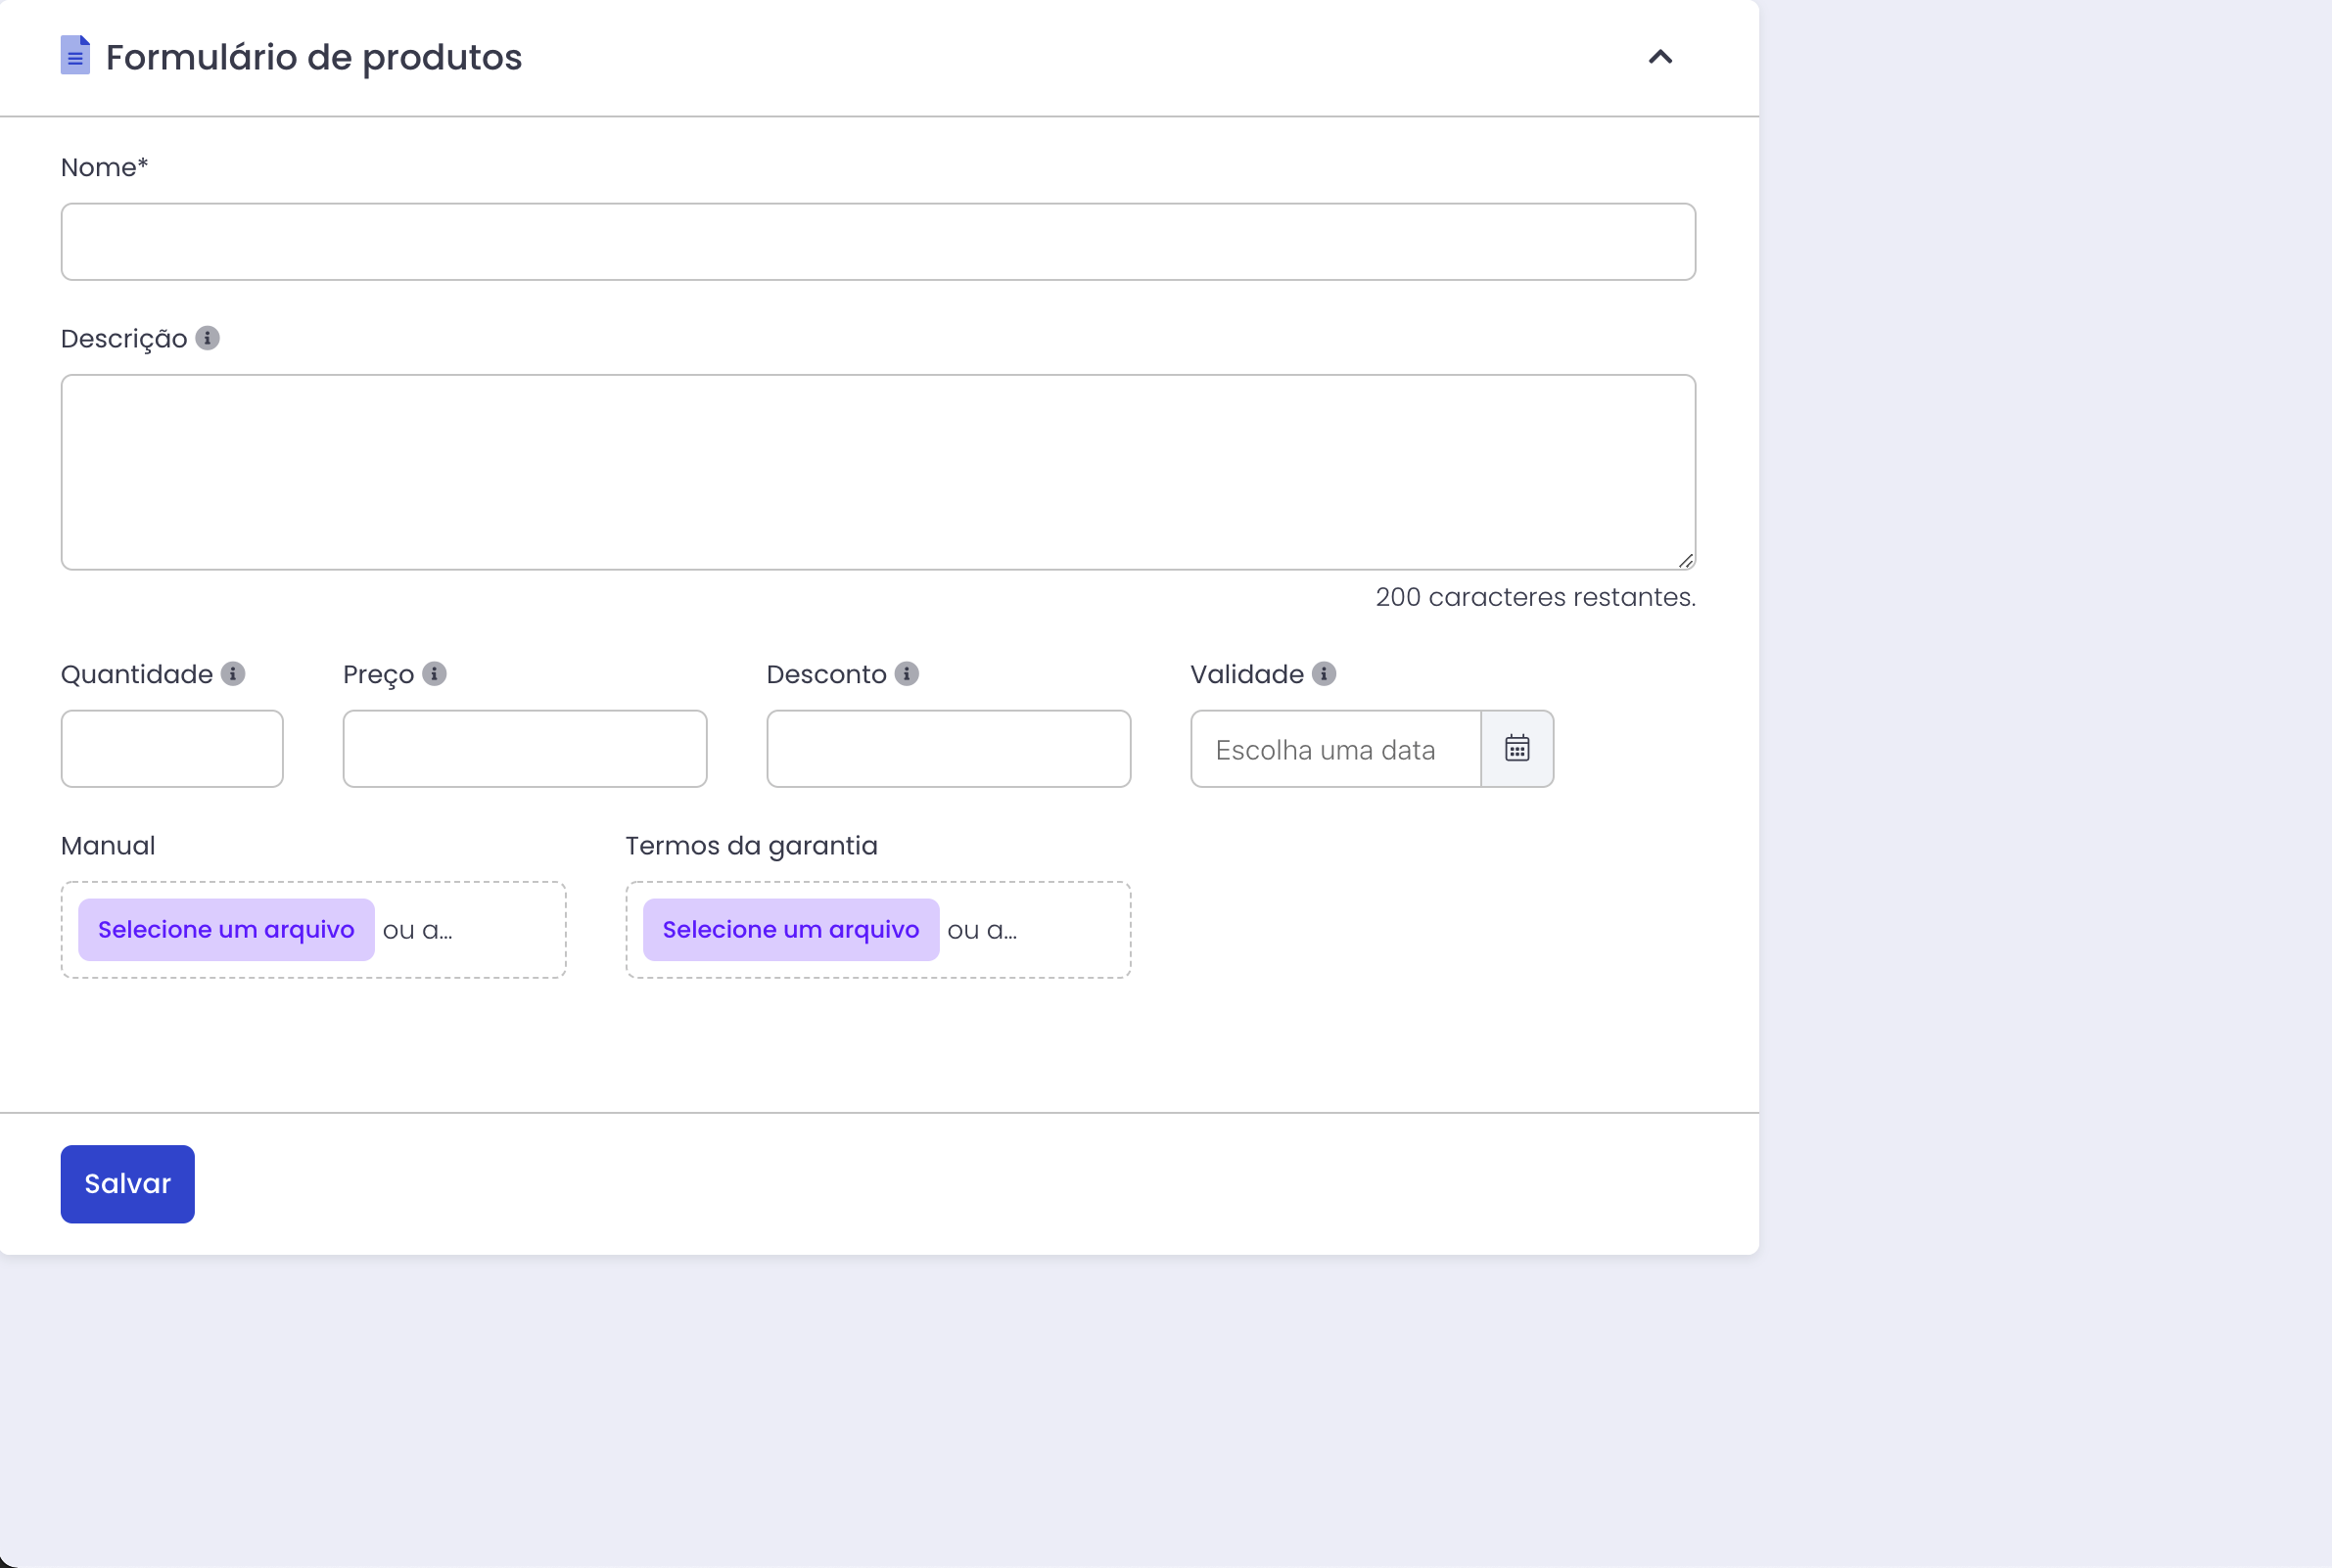 Formulário de produtos
Nome*
Descrição
200 caracteres restantes.
Quantidade Preço Desconto Validade
Escolha uma data
Manual Termos da garantia
Selecione um arquivo ou a... Selecione um arquivo ou a...
Salvar